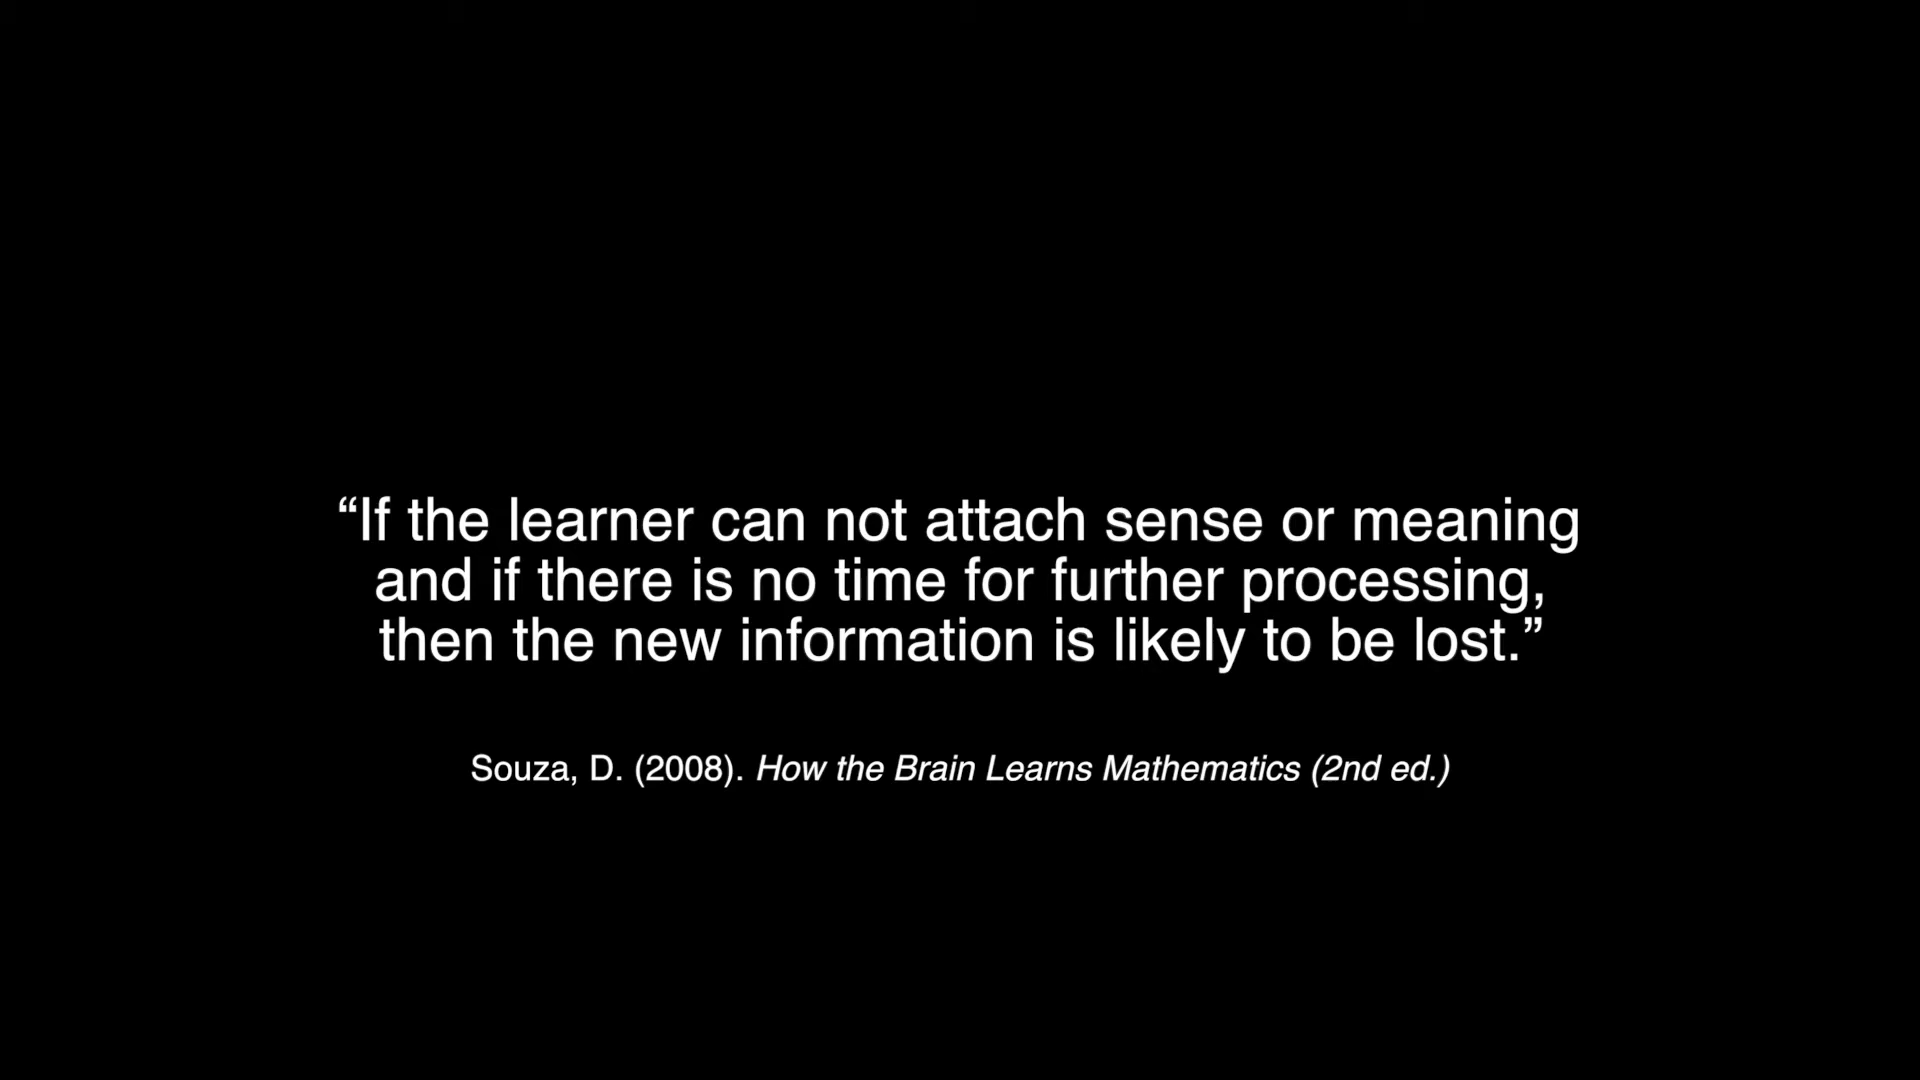 “If the learner can not attach sense or meaning
and if there is no time for further processing,
then the new information is likely to be lost.”
Souza, D. (2008). How the Brain Learns Mathematics (2nd ed.)